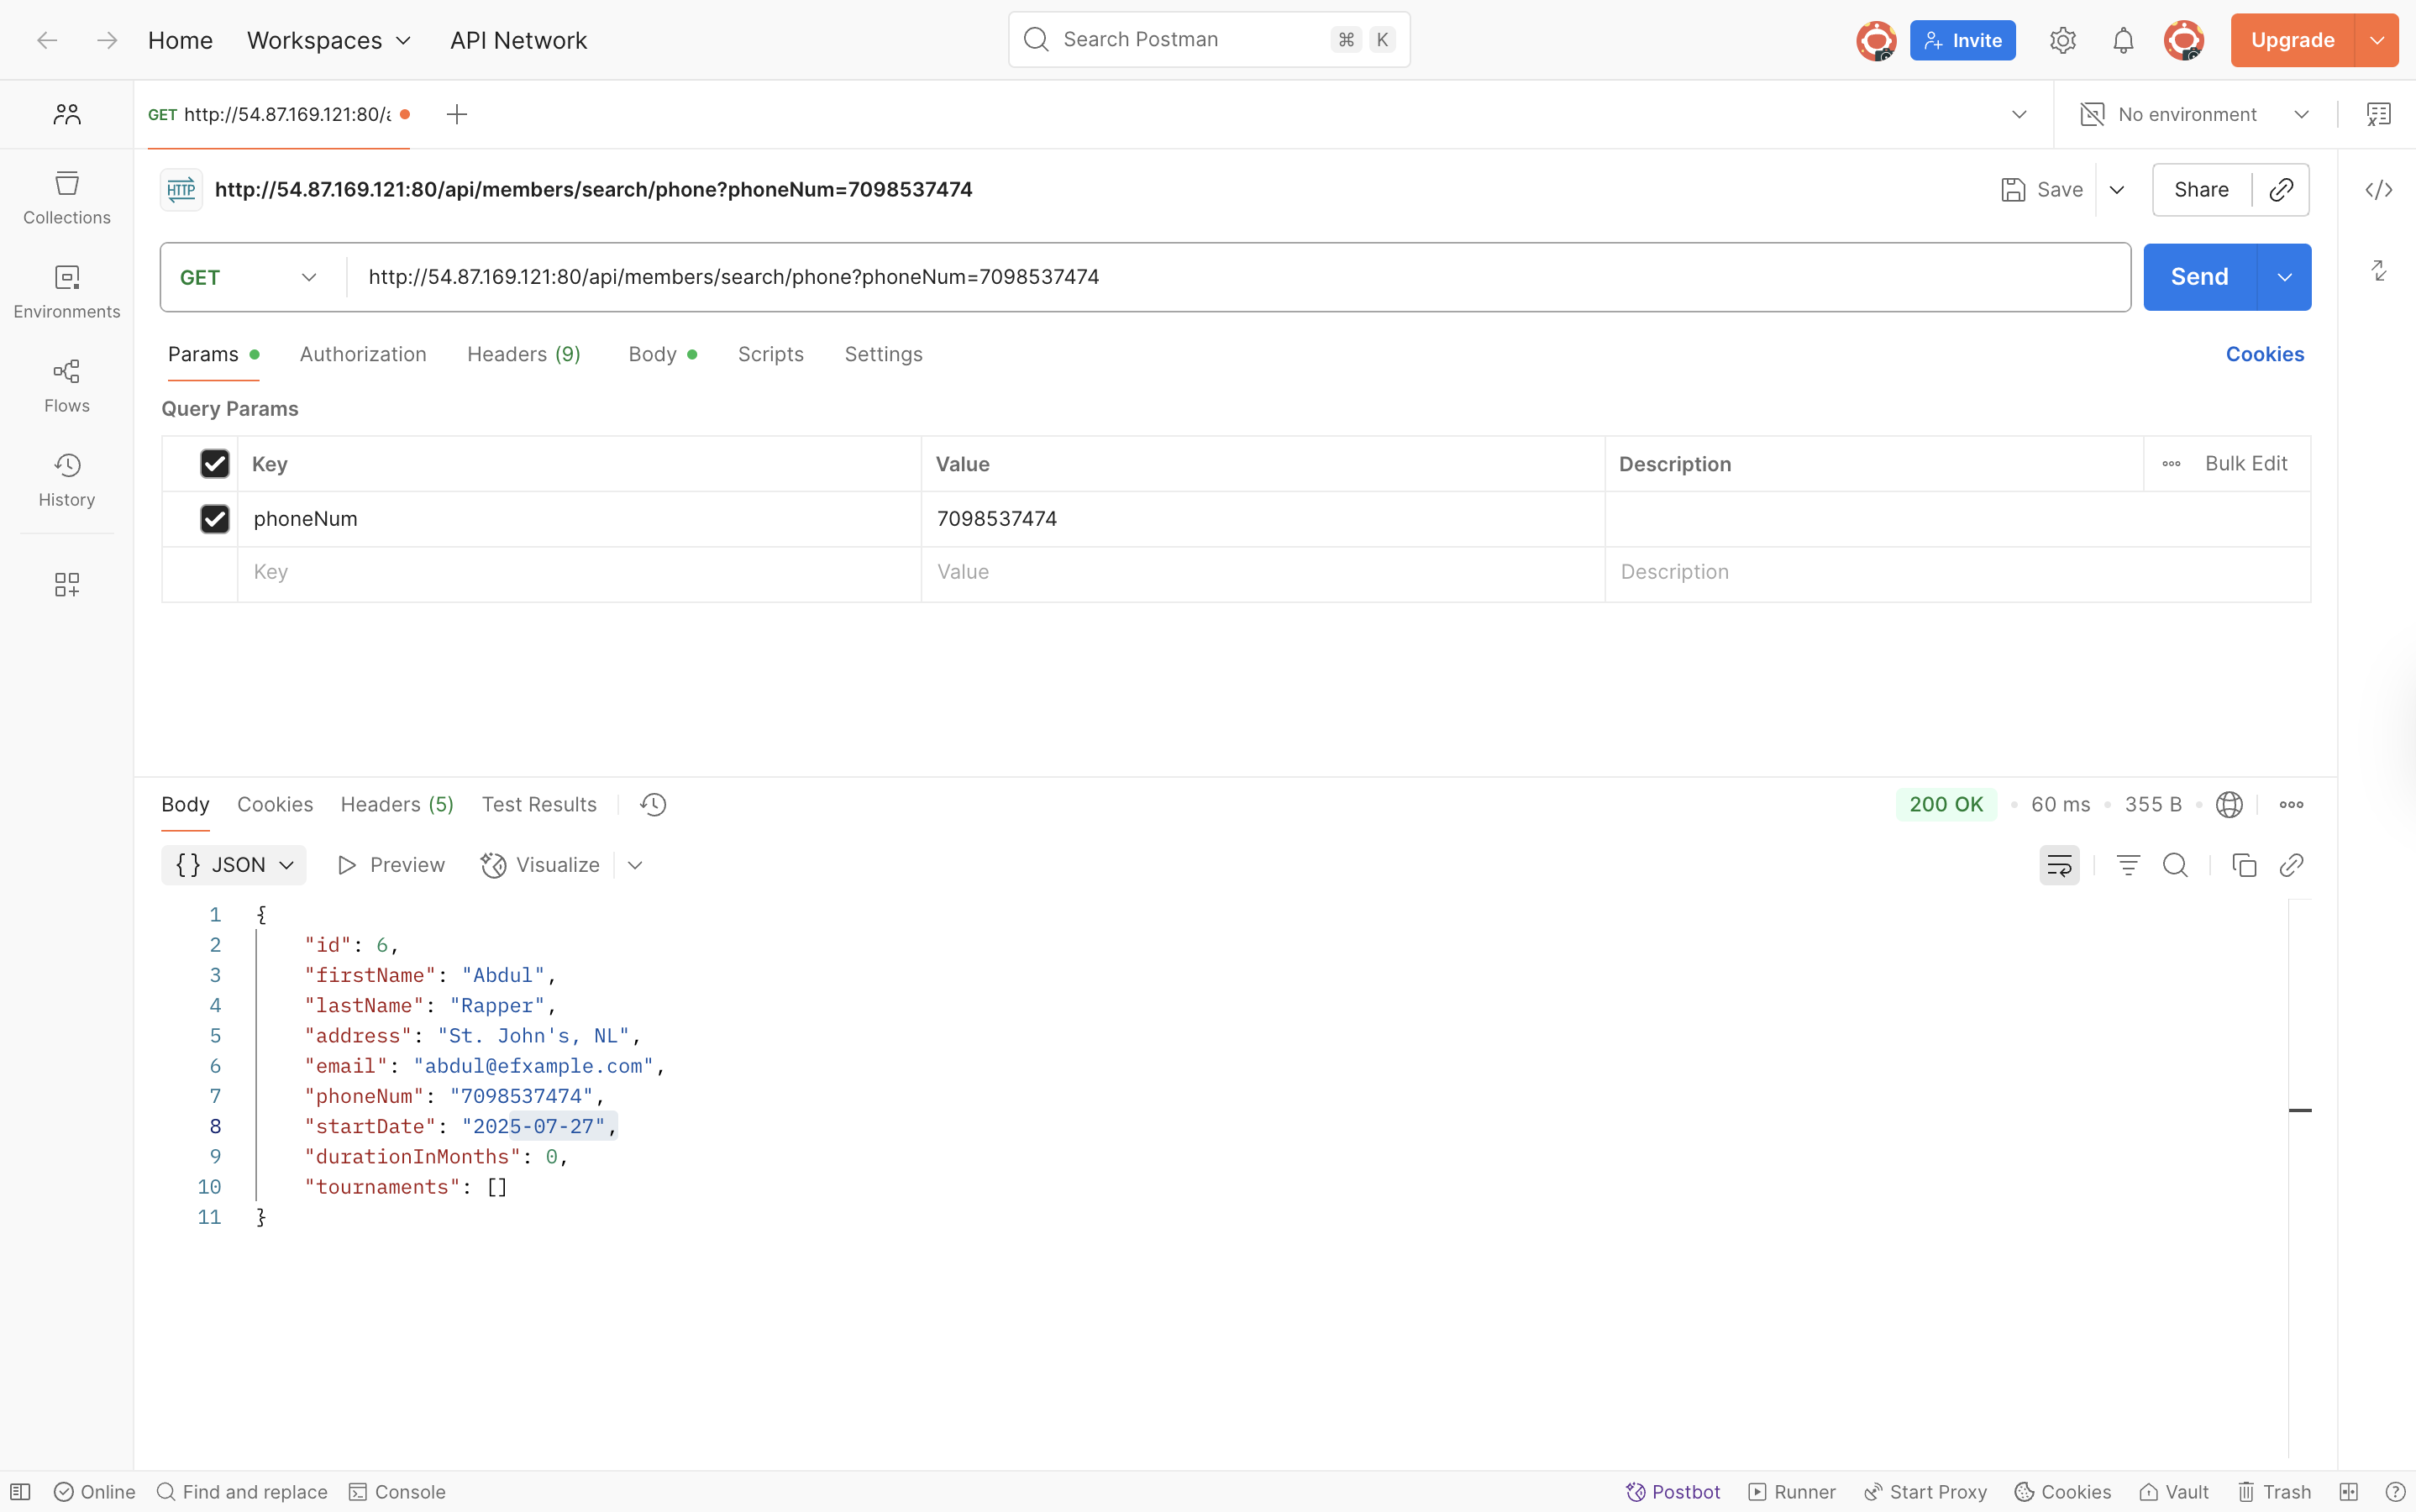 Home Workspaces API Network Search Postman ⌘ K Invite Upgrade
GET http://54.87.169.121:80/a No environment
HTTP http://54.87.169.121:80/api/members/search/phone?phoneNum=7098537474 Save Share
GET http://54.87.169.121:80/api/members/search/phone?phoneNum=7098537474 Send
Params Authorization Headers (9) Body Scripts Settings Cookies
Query Params
Key Value Description Bulk Edit
phoneNum 7098537474
Key Value Description
Collections
Environments
Flows
History
Body Cookies Headers (5) Test Results 200 OK 60 ms 355 B
{} JSON Preview Visualize
1 {
2 "id": 6,
3 "firstName": "Abdul",
4 "lastName": "Rapper",
5 "address": "St. John's, NL",
6 "email": "abdul@efxample.com",
7 "phoneNum": "7098537474",
8 "startDate": "2025-07-27",
9 "durationInMonths": 0,
10 "tournaments": []
11 }
Online Find and replace Console Postbot Runner Start Proxy Cookies Vault Trash